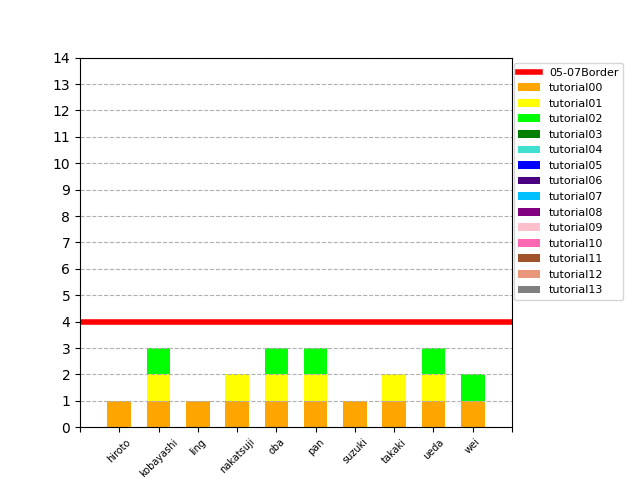 14
13
12
11
10
9
8
7
6
5
4
3
2
1
0
hiroto
kobayashi
ling
nakatsuji
oba
pan
suzuki
takaki
ueda
wei
05-07Border
tutorial00
tutorial01
tutorial02
tutorial03
tutorial04
tutorial05
tutorial06
tutorial07
tutorial08
tutorial09
tutorial10
tutorial11
tutorial12
tutorial13